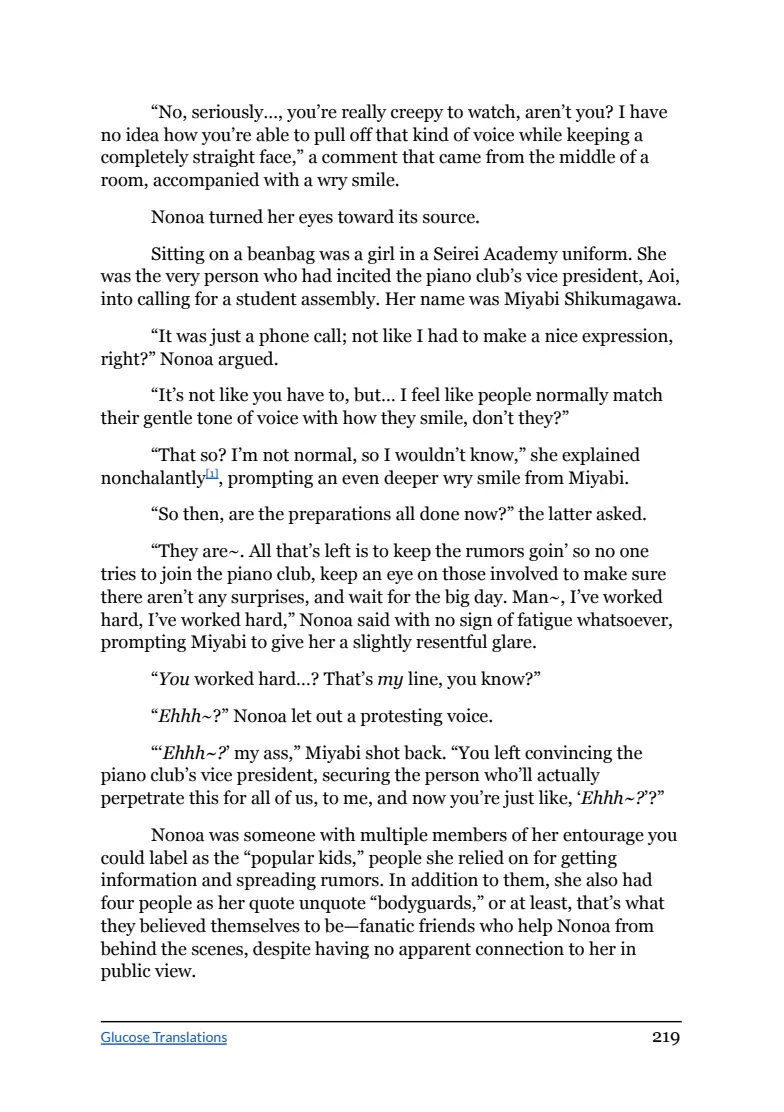 “No, seriously…, you’re really creepy to watch, aren’t you? I have
no idea how you’re able to pull off that kind of voice while keeping a
completely straight face,” a comment that came from the middle of a
room, accompanied with a wry smile.
Nonoa turned her eyes toward its source.
Sitting on a beanbag was a girl in a Seirei Academy uniform. She
was the very person who had incited the piano club’s vice president, Aoi,
into calling for a student assembly. Her name was Miyabi Shikumagawa.
“It was just a phone call; not like I had to make a nice expression,
right?” Nonoa argued.
“It’s not like you have to, but… I feel like people normally match
their gentle tone of voice with how they smile, don’t they?”
“That so? I’m not normal, so I wouldn’t know,” she explained
nonchalantly[1], prompting an even deeper wry smile from Miyabi.
“So then, are the preparations all done now?” the latter asked.
“They are~. All that’s left is to keep the rumors goin’ so no one
tries to join the piano club, keep an eye on those involved to make sure
there aren’t any surprises, and wait for the big day. Man~, I’ve worked
hard, I’ve worked hard,” Nonoa said with no sign of fatigue whatsoever,
prompting Miyabi to give her a slightly resentful glare.
“You worked hard…? That’s my line, you know?”
“Ehhh~?” Nonoa let out a protesting voice.
“‘Ehhh~?’ my ass,” Miyabi shot back. “You left convincing the
piano club’s vice president, securing the person who’ll actually
perpetrate this for all of us, to me, and now you’re just like, ‘Ehhh~?’?”
Nonoa was someone with multiple members of her entourage you
could label as the “popular kids,” people she relied on for getting
information and spreading rumors. In addition to them, she also had
four people as her quote unquote “bodyguards,” or at least, that’s what
they believed themselves to be—fanatic friends who help Nonoa from
behind the scenes, despite having no apparent connection to her in
public view.
Glucose Translations 219